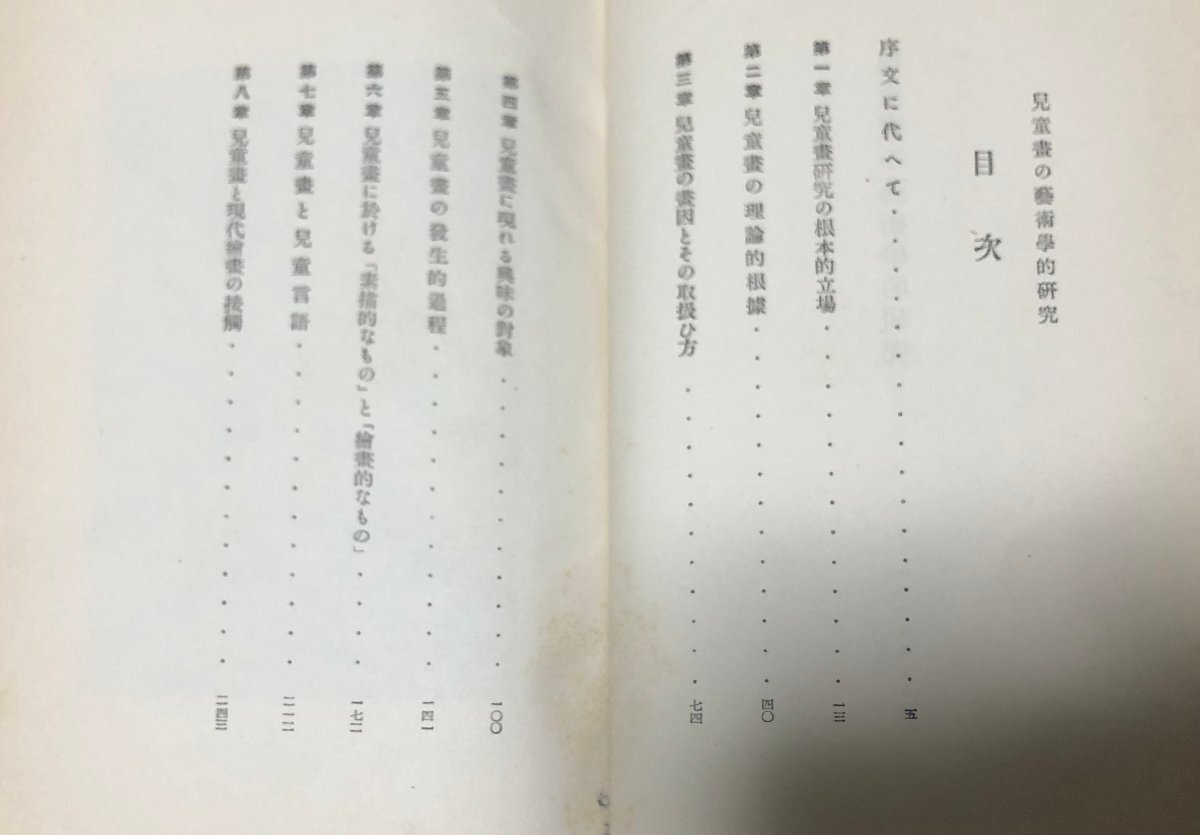 兒童畫の藝術學的研究
目次
序文に代へて・・・・・・・・・・・・・・・・・五
第一章 兒童畫研究の根本的立場・・・・・・・・・・・・・一三
第二章 兒童畫の理論的根據・・・・・・・・・・・・・四〇
第三章 兒童畫の畫因とその取扱ひ方・・・・・・・・・・・七四
第四章 兒童畫に現れる興味の對象・・・・・・・・・・・一〇〇
第五章 兒童畫の發生的過程・・・・・・・・・・・・一四一
第六章 兒童畫に於ける「素描的なもの」と「繪畫的なもの」・・・・一七二
第七章 兒童畫と兒童言語・・・・・・・・・・・・二一二
第八章 兒童畫と現代繪畫の接觸・・・・・・・・・・・・二四三